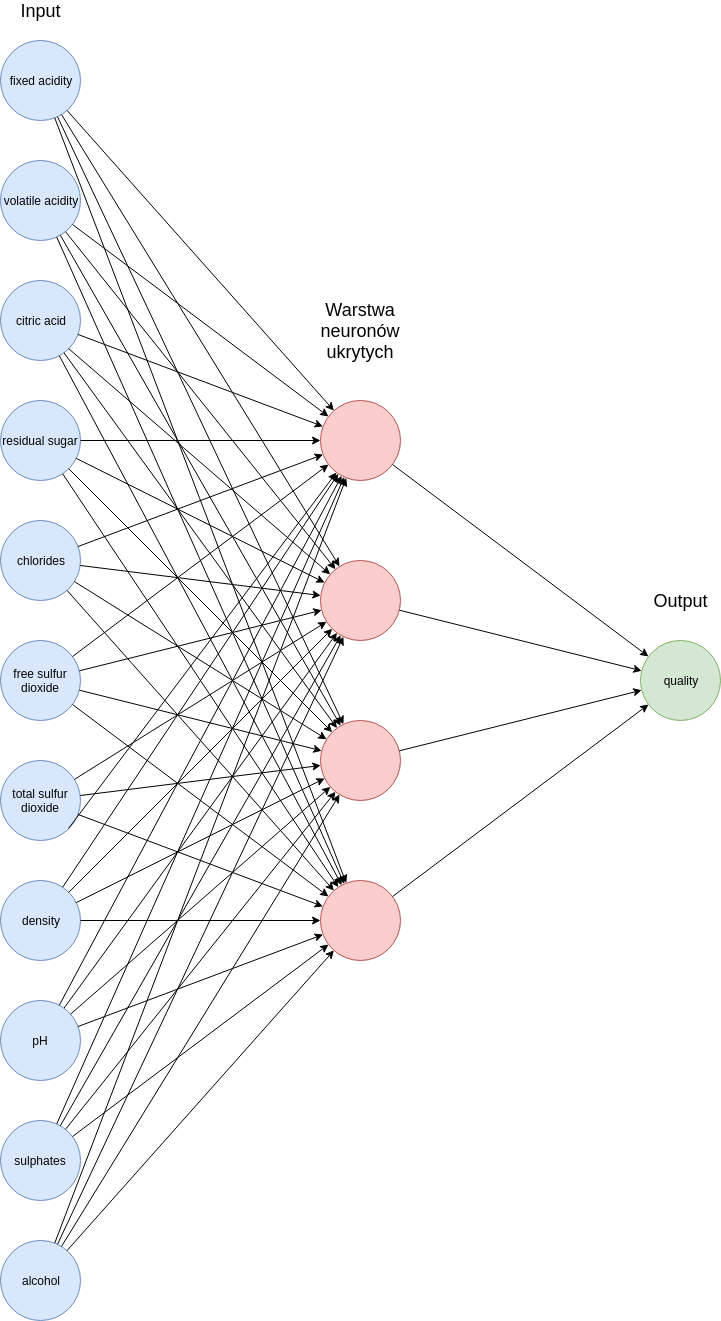 Input
fixed acidity
volatile acidity
citric acid
Warstwa
neuronów
ukrytych
residual sugar
chlorides
Output
free sulfur
dioxide
quality
total sulfur
dioxide
density
pH
sulphates
alcohol